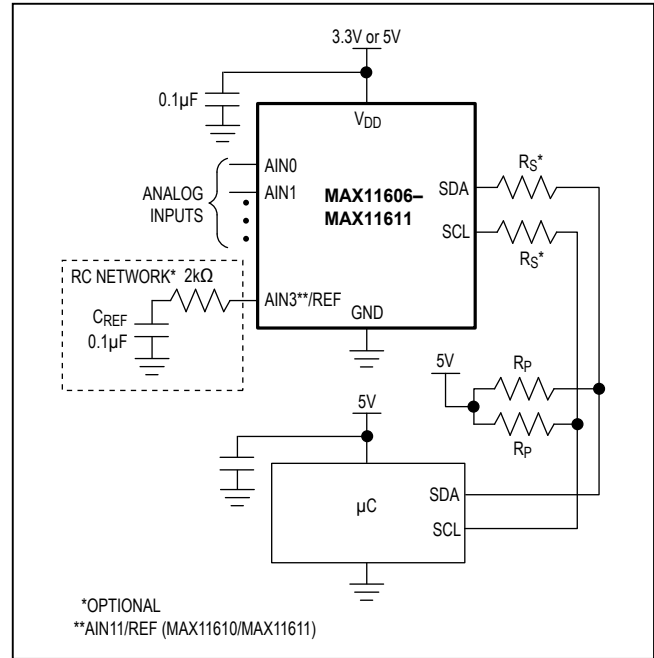 3.3V or 5V
0.1µF
VDD
AIN0
ANALOG
INPUTS
AIN1
MAX11606–
MAX11611
SDA
SCL
RS*
RS*
RC NETWORK*
2kΩ
CREF
0.1µF
AIN3**/REF
GND
5V
RP
RP
5V
µC
SDA
SCL
*OPTIONAL
**AIN11/REF (MAX11610/MAX11611)